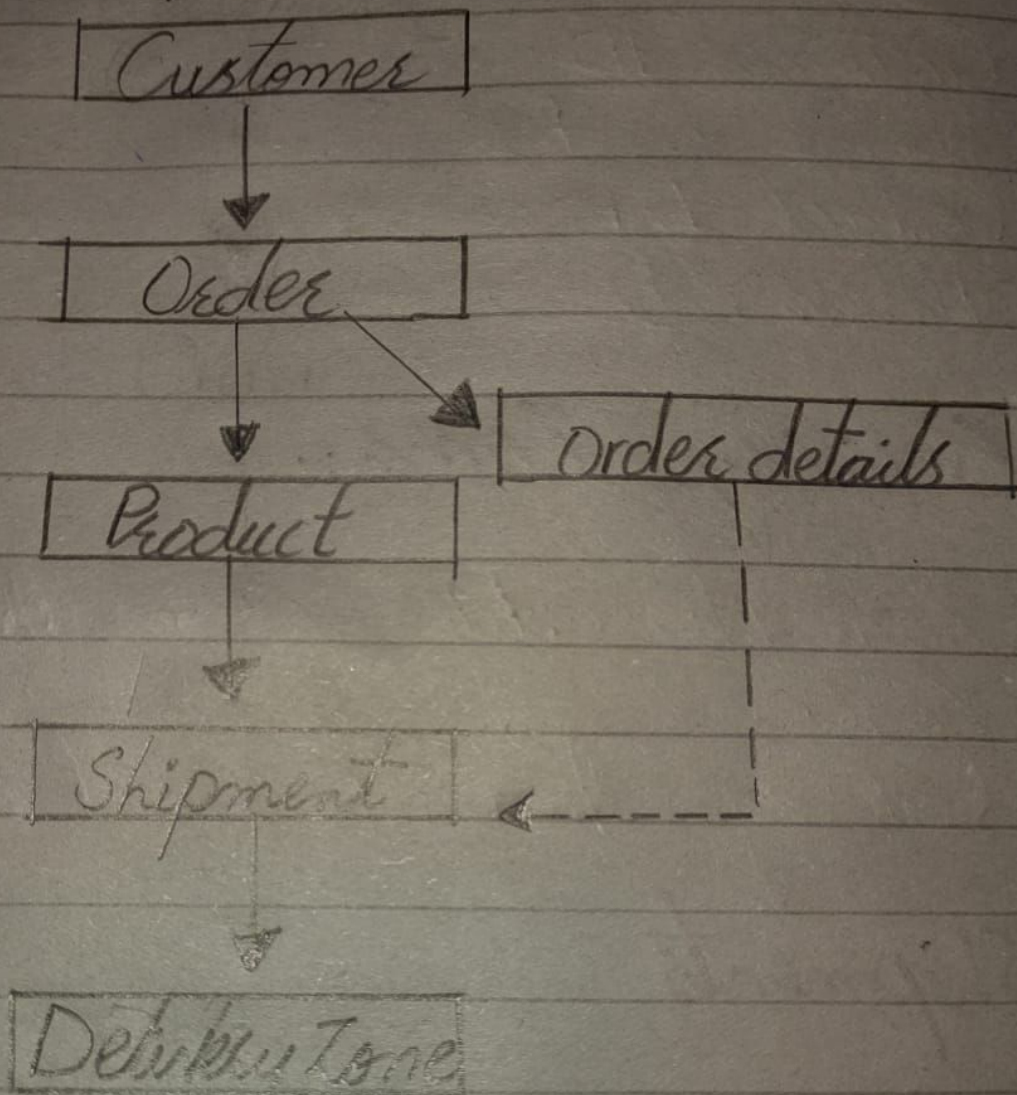 Customer
Order
Order details
Product
Shipment
Delivery Zone